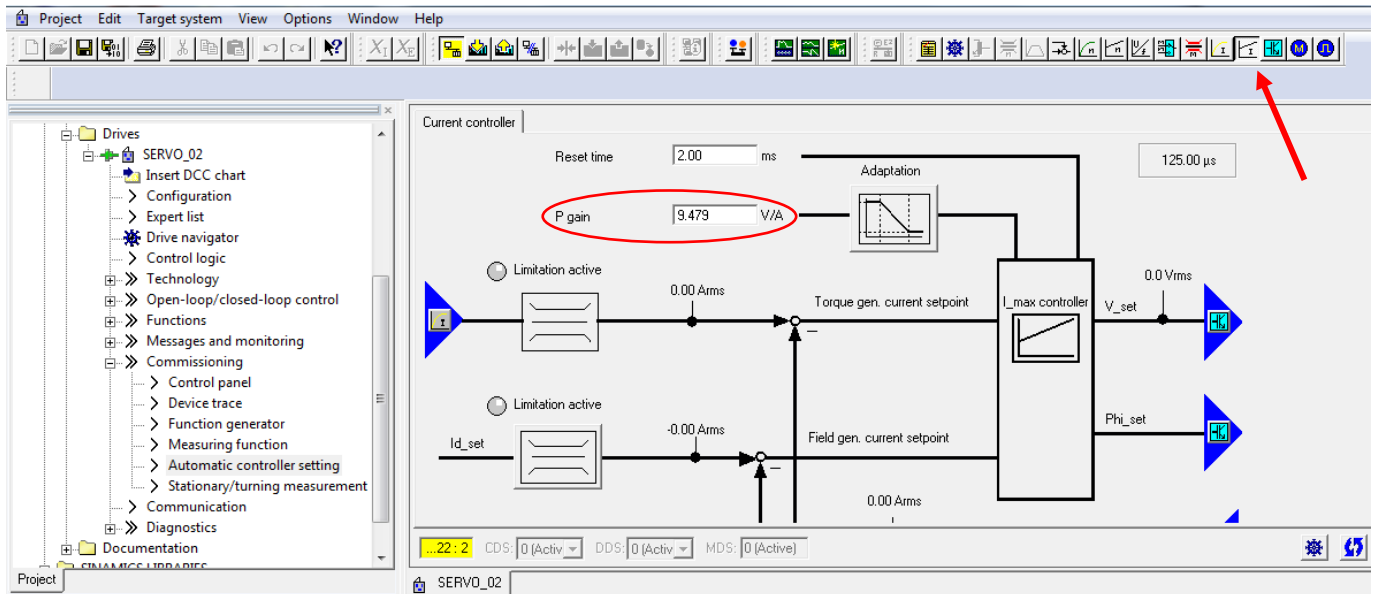 Project Edit Target system View Options Window Help
Current controller
Drives
SERVO_02
Insert DCC chart
Configuration
Expert list
Drive navigator
Control logic
Technology
Open-loop/closed-loop control
Functions
Messages and monitoring
Commissioning
Control panel
Device trace
Function generator
Measuring function
Automatic controller setting
Stationary/turning measurement
Communication
Diagnostics
Documentation
SINAMICS LIBRARIES
Project
Reset time 2.00 ms
Adaptation
125.00 µs
P gain 9.479 V/A
Limitation active
0.00 Arms
Torque gen. current setpoint
I_max controller
0.0 Vrms
V_set
Limitation active
Id_set
-0.00 Arms
Field gen. current setpoint
Phi_set
0.00 Arms
...22 : 2 CDS: 0 (Activ DDS: 0 (Activ MDS: 0 (Active)
SERVO_02